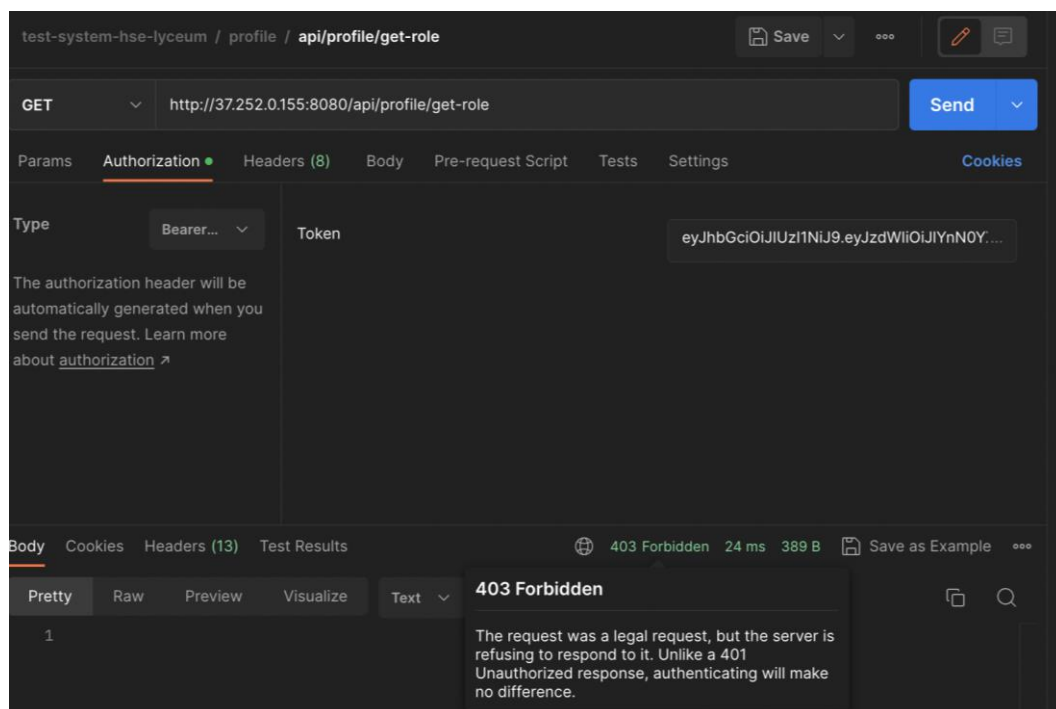 test-system-hse-lyceum / profile / api/profile/get-role
Save
GET http://37.252.0.155:8080/api/profile/get-role Send
Params Authorization Headers (8) Body Pre-request Script Tests Settings Cookies
Type Bearer... Token eyJhbGciOiJIUzI1NiJ9.eyJzdWIiOiJIYnN0Y....
The authorization header will be
automatically generated when you
send the request. Learn more
about authorization ↗
Body Cookies Headers (13) Test Results 403 Forbidden 24 ms 389 B Save as Example
Pretty Raw Preview Visualize Text
403 Forbidden
1
The request was a legal request, but the server is
refusing to respond to it. Unlike a 401
Unauthorized response, authenticating will make
no difference.